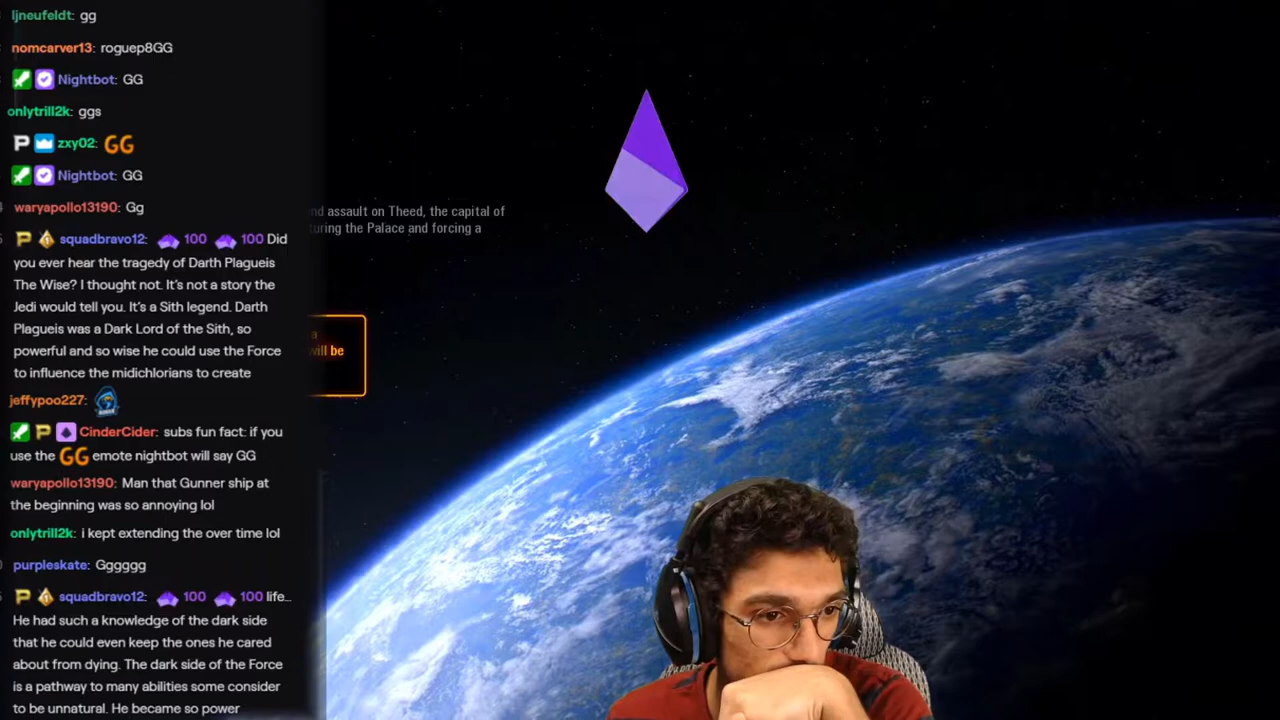 ljneufeldt: gg
nomcarver13: roguep8GG
Nightbot: GG
onlytrill2k: ggs
zxy02: GG
Nightbot: GG
waryapollo13190: Gg
nd assault on Theed, the capital of
turing the Palace and forcing a
squadbravo12: 100 100 Did
you ever hear the tragedy of Darth Plagueis
The Wise? I thought not. It's not a story the
Jedi would tell you. It's a Sith legend. Darth
Plagueis was a Dark Lord of the Sith, so
powerful and so wise he could use the Force
to influence the midichlorians to create
will be
jeffypoo227:
CinderCider: subs fun fact: if you
use the GG emote nightbot will say GG
waryapollo13190: Man that Gunner ship at
the beginning was so annoying lol
onlytrill2k: i kept extending the over time lol
purpleskate: Gggggg
squadbravo12: 100 100 life...
He had such a knowledge of the dark side
that he could even keep the ones he cared
about from dying. The dark side of the Force
is a pathway to many abilities some consider
to be unnatural. He became so power